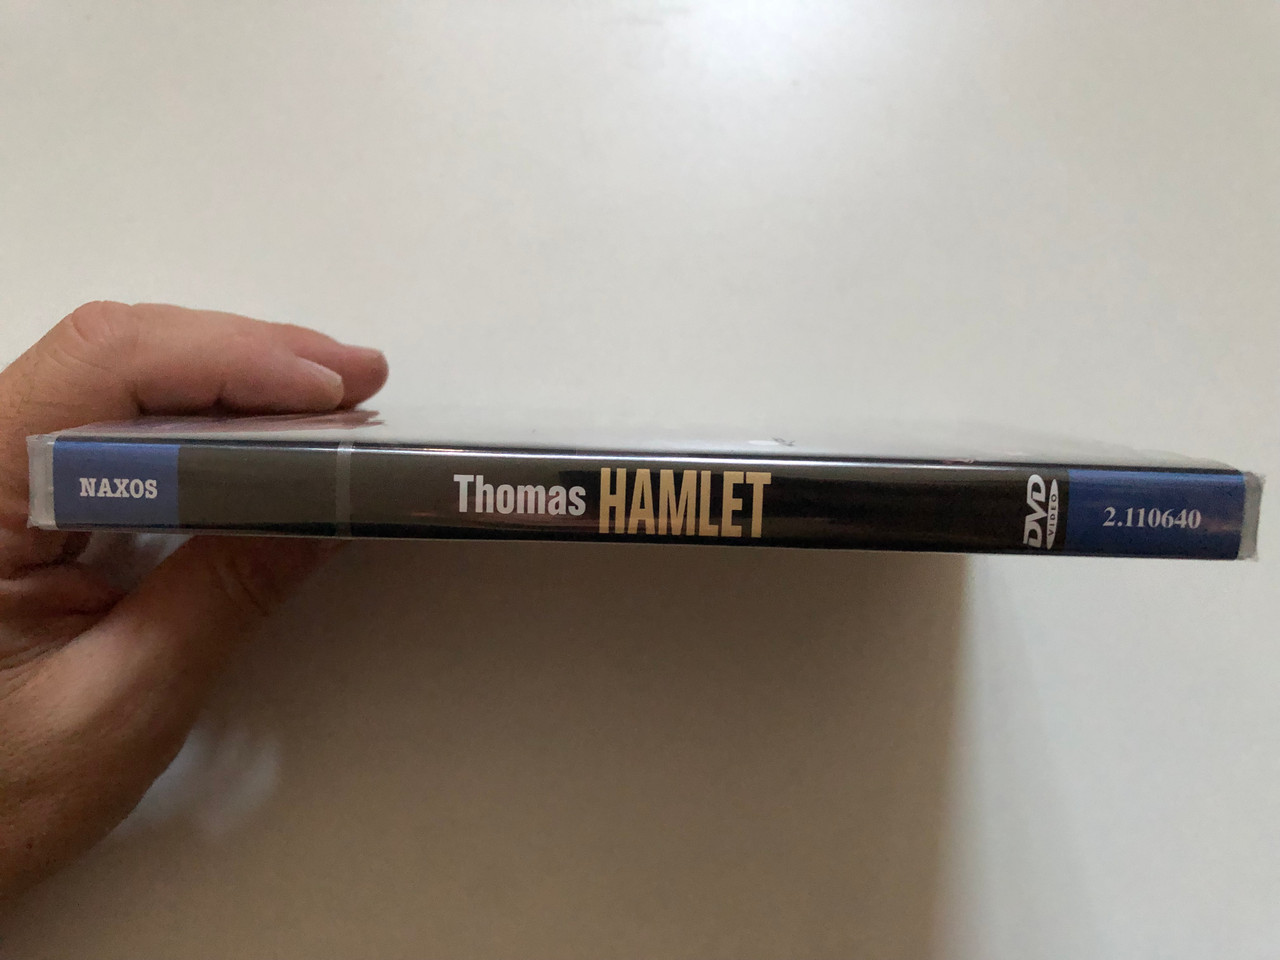 NAXOS
Thomas HAMLET
DVD
VIDEO
2.110640